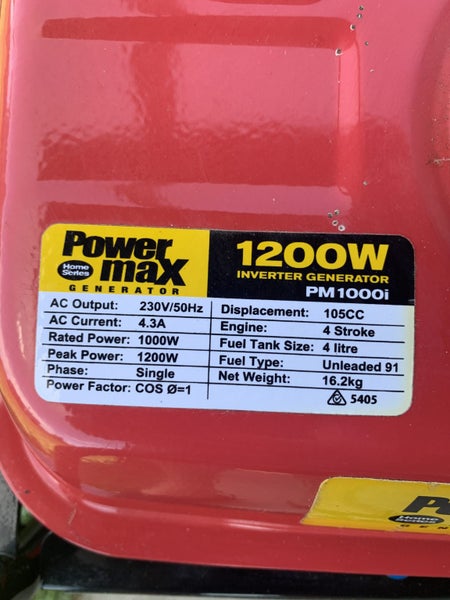 Power
Home
Series
max
GENERATOR
1200W
INVERTER GENERATOR
PM1000i
AC Output: 230V/50Hz
AC Current: 4.3A
Rated Power: 1000W
Peak Power: 1200W
Phase: Single
Power Factor: COS Ø=1
Displacement: 105CC
Engine: 4 Stroke
Fuel Tank Size: 4 litre
Fuel Type: Unleaded 91
Net Weight: 16.2kg
5405
Home
Series